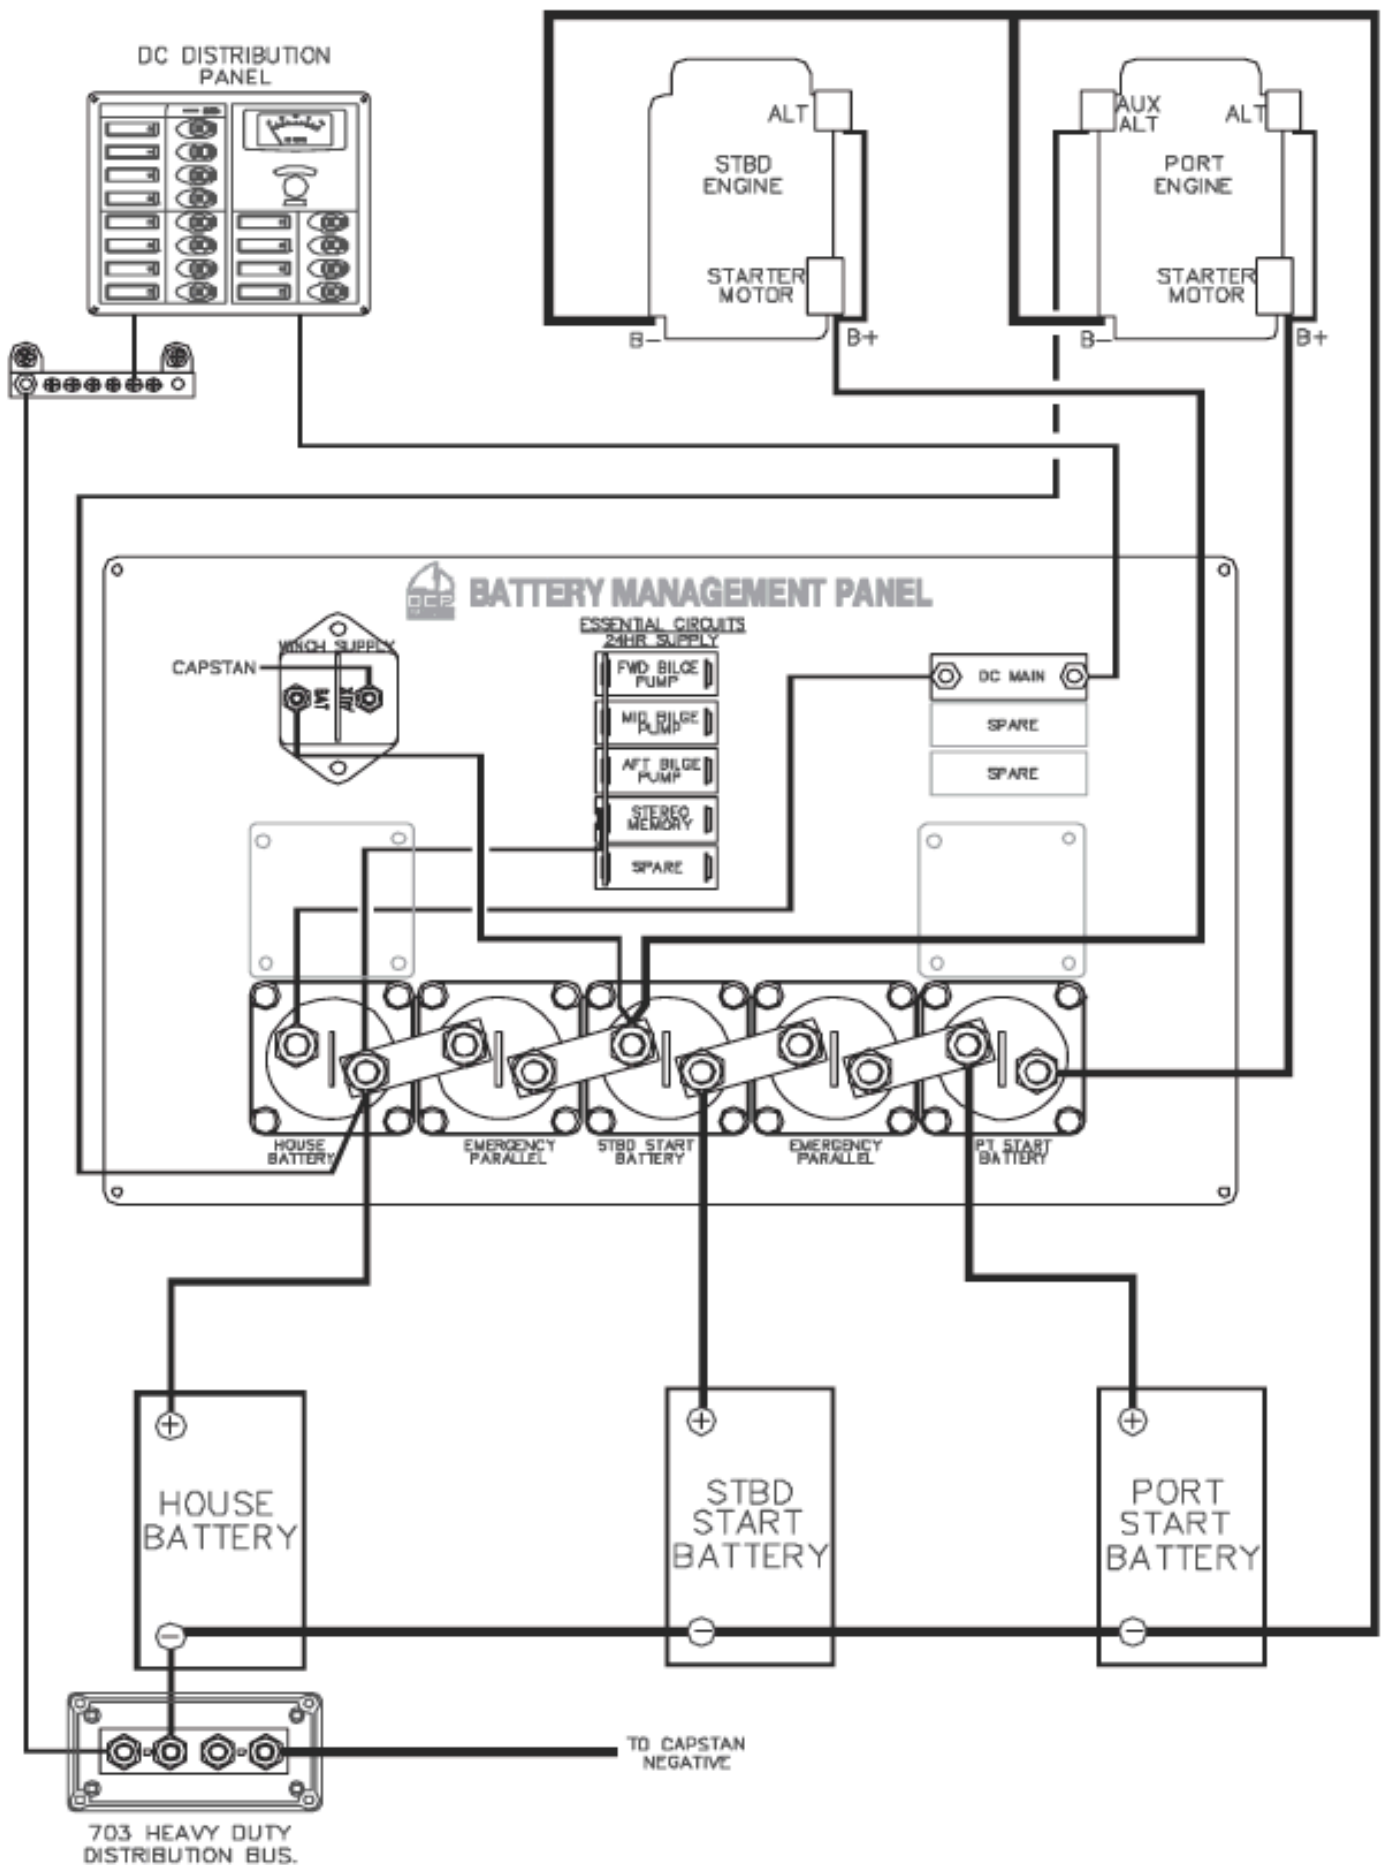 DC DISTRIBUTION
PANEL
ALT
STBD
ENGINE
STARTER
MOTOR
B-
B+
AUX
ALT
ALT
PORT
ENGINE
STARTER
MOTOR
B-
B+
BATTERY MANAGEMENT PANEL
WINCH SUPPLY
CAPSTAN
BAT
AUX
ESSENTIAL CIRCUITS
24HR SUPPLY
FWD BILGE
PUMP
MID BILGE
PUMP
AFT BILGE
PUMP
STEREO
MEMORY
SPARE
DC MAIN
SPARE
SPARE
HOUSE
BATTERY
EMERGENCY
PARALLEL
STBD START
BATTERY
EMERGENCY
PARALLEL
PT START
BATTERY
+
HOUSE
BATTERY
-
+
STBD
START
BATTERY
-
+
PORT
START
BATTERY
-
TO CAPSTAN
NEGATIVE
703 HEAVY DUTY
DISTRIBUTION BUS.